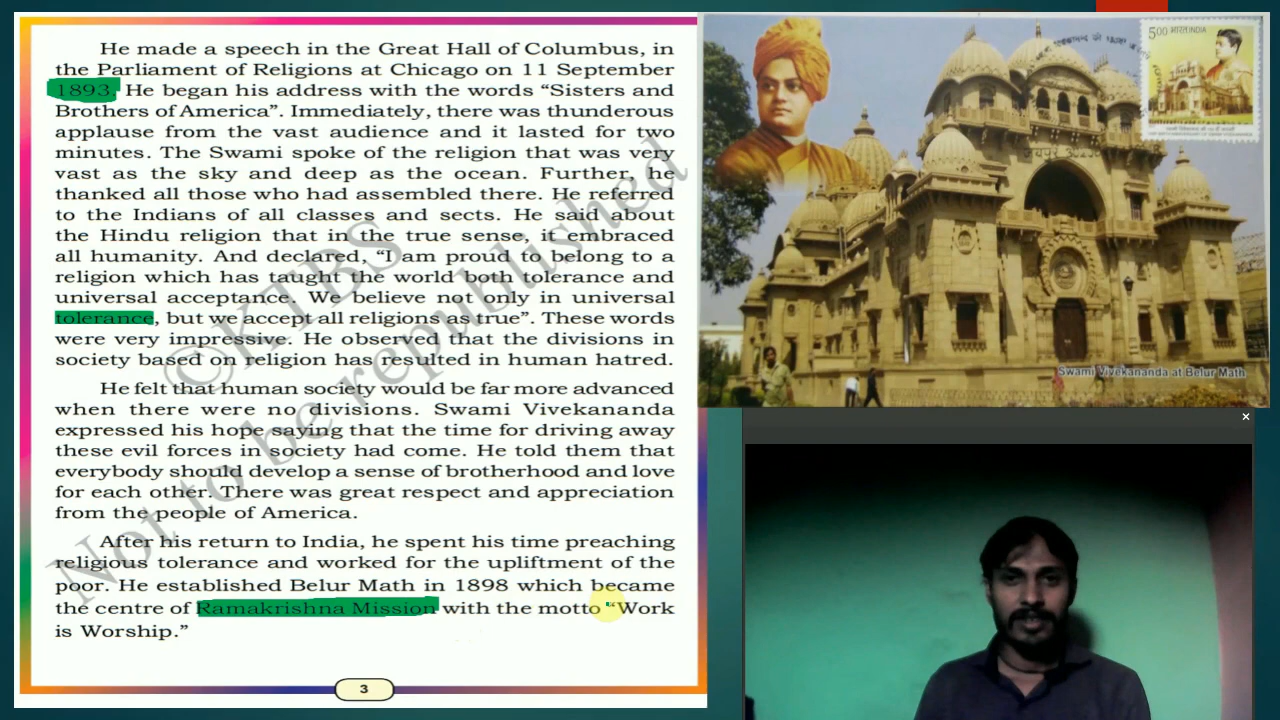 He made a speech in the Great Hall of Columbus, in
the Parliament of Religions at Chicago on 11 September
1893. He began his address with the words “Sisters and
Brothers of America”. Immediately, there was thunderous
applause from the vast audience and it lasted for two
minutes. The Swami spoke of the religion that was very
vast as the sky and deep as the ocean. Further, he
thanked all those who had assembled there. He referred
to the Indians of all classes and sects. He said about
the Hindu religion that in the true sense, it embraced
all humanity. And declared, “I am proud to belong to a
religion which has taught the world both tolerance and
universal acceptance. We believe not only in universal
tolerance, but we accept all religions as true”. These words
were very impressive. He observed that the divisions in
society based on religion has resulted in human hatred.
He felt that human society would be far more advanced
when there were no divisions. Swami Vivekananda
expressed his hope saying that the time for driving away
these evil forces in society had come. He told them that
everybody should develop a sense of brotherhood and love
for each other. There was great respect and appreciation
from the people of America.
After his return to India, he spent his time preaching
religious tolerance and worked for the upliftment of the
poor. He established Belur Math in 1898 which became
the centre of Ramakrishna Mission with the motto “Work
is Worship.”
3
©KTBS
Not to be republished
5.00 भारत INDIA
Swami Vivekananda at Belur Math